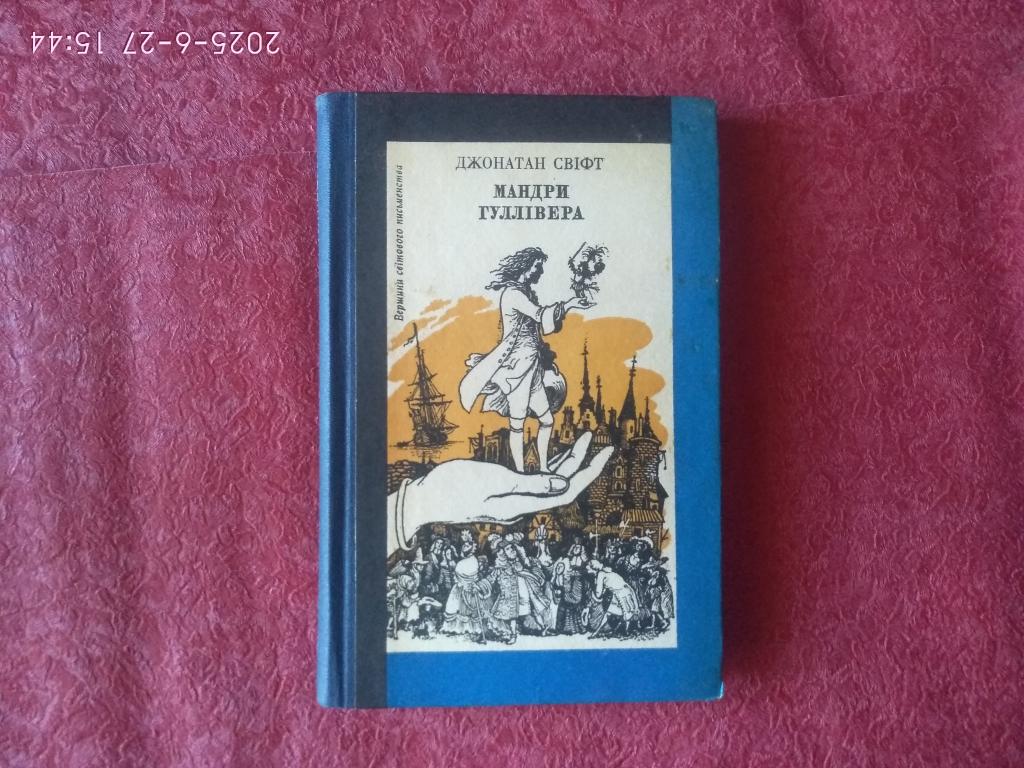 2025-6-27 15:44
ДЖОНАТАН СВІФТ
МАНДРИ
ГУЛЛІВЕРА
Вершини світового письменства